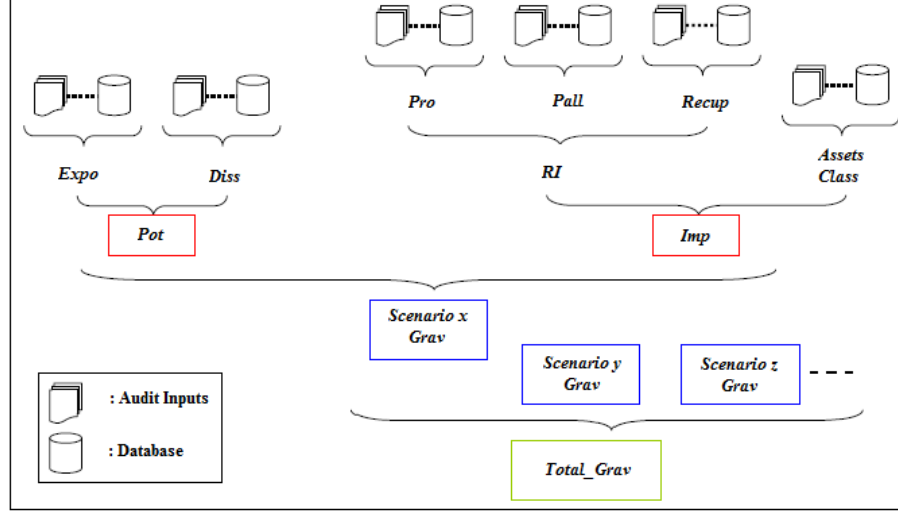 Pro
Pall
Recup
Expo
Diss
RI
Assets
Class
Pot
Imp
Scenario x
Grav
Scenario y
Grav
Scenario z
Grav
: Audit Inputs
: Database
Total_Grav